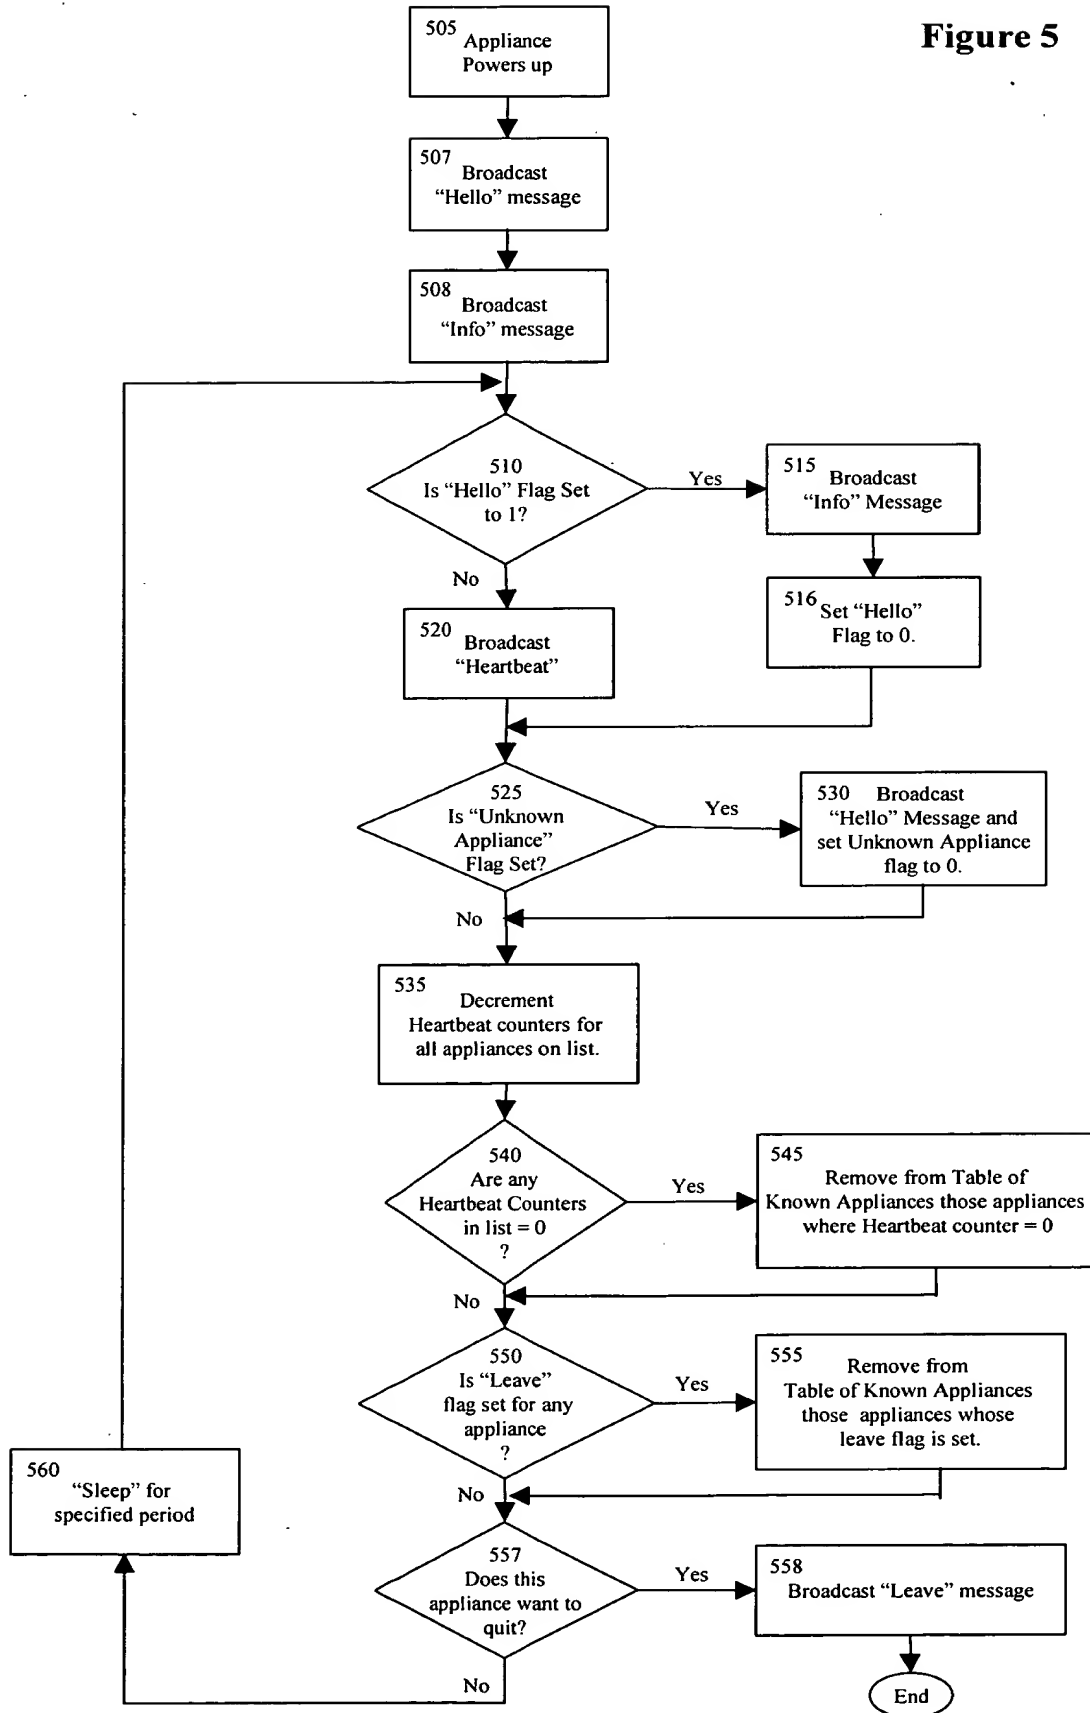 Figure 5
505 Appliance
Powers up
507
Broadcast
“Hello” message
508
Broadcast
“Info” message
510
Is “Hello” Flag Set
to 1?
Yes
515
Broadcast
“Info” Message
516 Set “Hello”
Flag to 0.
No
520
Broadcast
“Heartbeat”
525
Is “Unknown
Appliance”
Flag Set?
Yes
530 Broadcast
“Hello” Message and
set Unknown Appliance
flag to 0.
No
535
Decrement
Heartbeat counters for
all appliances on list.
540
Are any
Heartbeat Counters
in list = 0
?
Yes
545
Remove from Table of
Known Appliances those appliances
where Heartbeat counter = 0
No
550
Is “Leave”
flag set for any
appliance
?
Yes
555
Remove from
Table of Known Appliances
those appliances whose
leave flag is set.
No
557
Does this
appliance want to
quit?
Yes
558
Broadcast “Leave” message
End
No
560
“Sleep” for
specified period